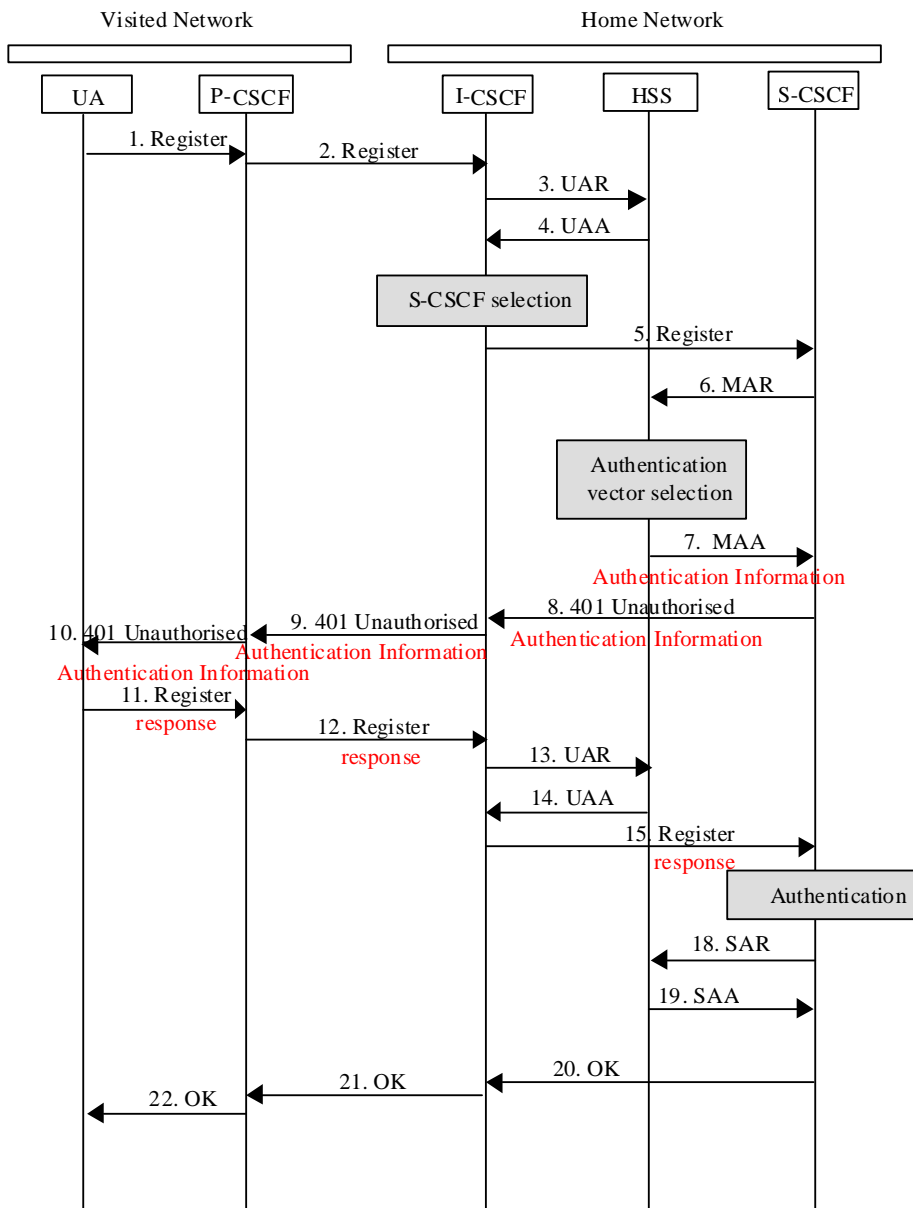 Visited Network
Home Network
UA
P-CSCF
I-CSCF
HSS
S-CSCF
1. Register
2. Register
3. UAR
4. UAA
S-CSCF selection
5. Register
6. MAR
Authentication
vector selection
7. MAA
Authentication Information
8. 401 Unauthorised
Authentication Information
9. 401 Unauthorised
Authentication Information
10. 401 Unauthorised
Authentication Information
11. Register
response
12. Register
response
13. UAR
14. UAA
15. Register
response
Authentication
18. SAR
19. SAA
20. OK
21. OK
22. OK